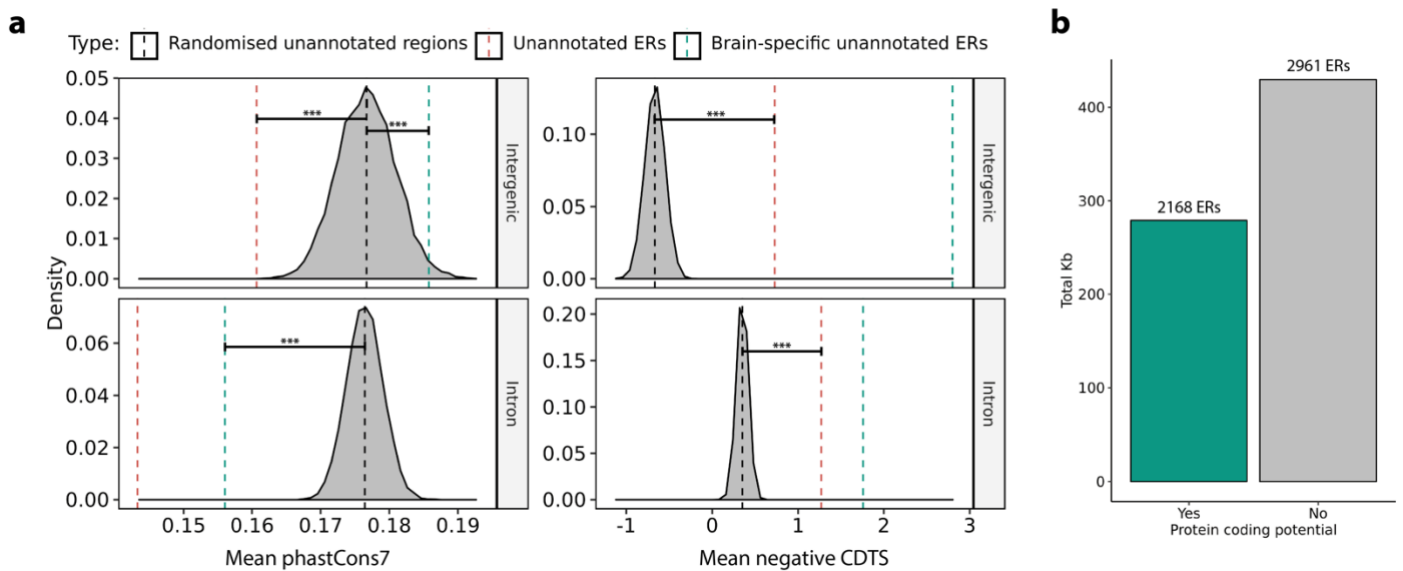 a
Type: Randomised unannotated regions Unannotated ERs Brain-specific unannotated ERs
Density
0.05
0.04
0.03
0.02
0.01
0.00
***
***
Intergenic
0.10
0.05
0.00
***
Intergenic
0.06
0.04
0.02
0.00
***
Intron
0.20
0.15
0.10
0.05
0.00
***
Intron
0.15 0.16 0.17 0.18 0.19
Mean phastCons7
-1 0 1 2 3
Mean negative CDTS
b
Total Kb
400
300
200
100
0
2168 ERs
2961 ERs
Yes No
Protein coding potential